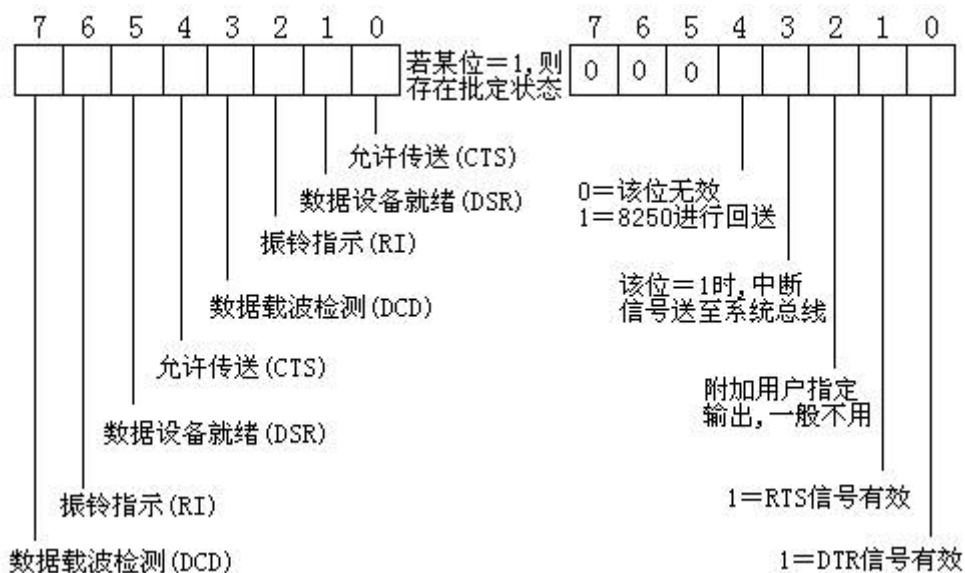 7 6 5 4 3 2 1 0
若某位＝1,则
存在批定状态
允许传送(CTS)
数据设备就绪(DSR)
振铃指示(RI)
数据载波检测(DCD)
允许传送(CTS)
数据设备就绪(DSR)
振铃指示(RI)
数据载波检测(DCD)
7 6 5 4 3 2 1 0
0 0 0
0＝该位无效
1＝8250进行回送
该位＝1时,中断
信号送至系统总线
附加用户指定
输出,一般不用
1＝RTS信号有效
1＝DTR信号有效